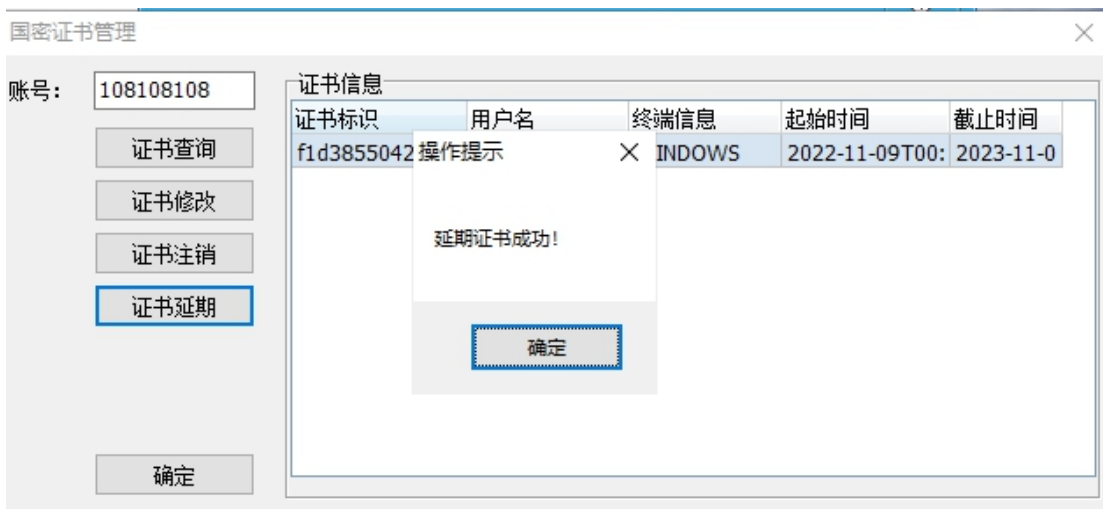 国密证书管理
账号：
108108108
证书查询
证书修改
证书注销
证书延期
确定
证书信息
证书标识 用户名 终端信息 起始时间 截止时间
f1d3855042 INDOWS 2022-11-09T00: 2023-11-0
操作提示
延期证书成功!
确定